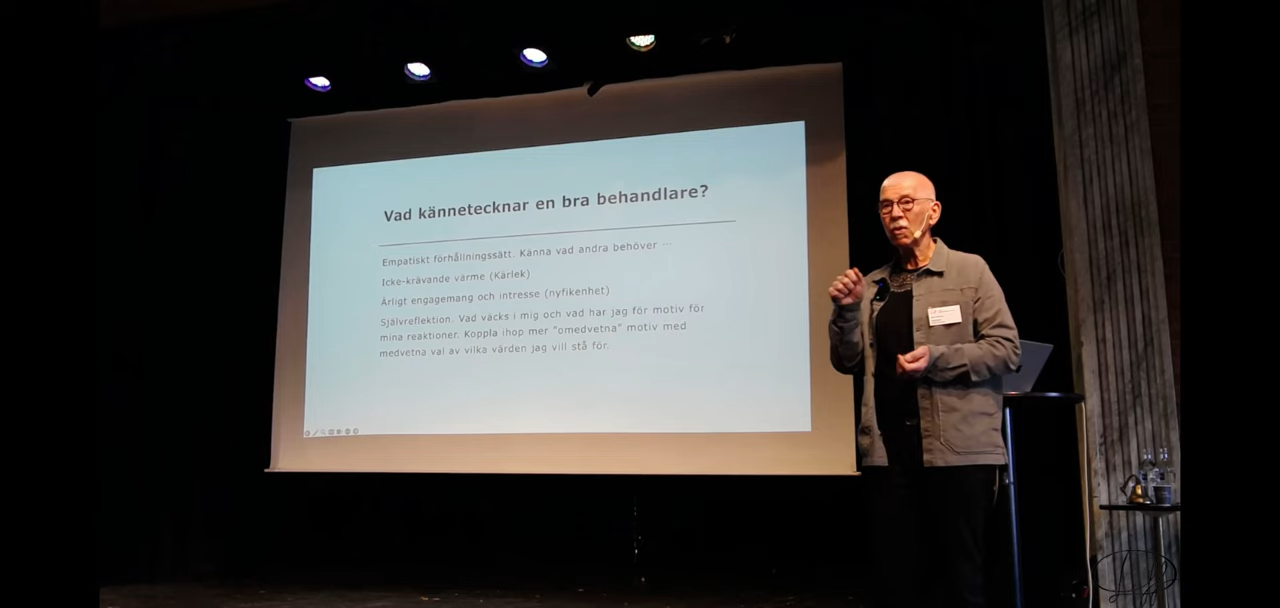 Vad kännetecknar en bra behandlare?
Empatiskt förhållningssätt. Känna vad andra behöver ...
Icke-krävande värme (Kärlek)
Ärligt engagemang och intresse (nyfikenhet)
Självreflektion. Vad väcks i mig och vad har jag för motiv för
mina reaktioner. Koppla ihop mer "omedvetna" motiv med
medvetna val av vilka värden jag vill stå för.